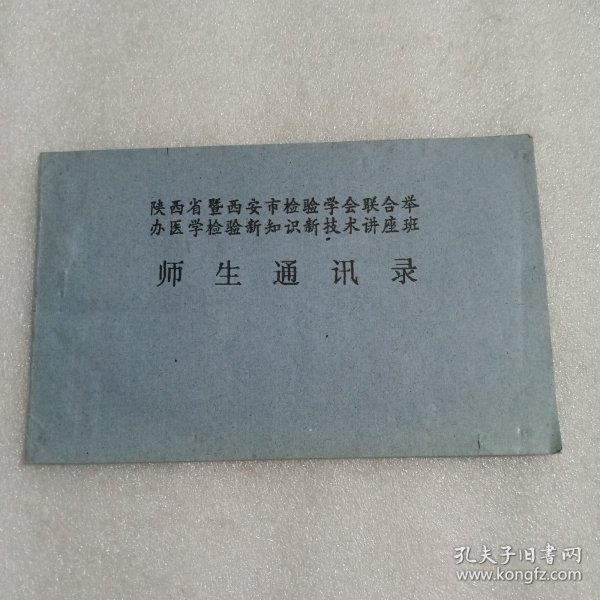 陕西省暨西安市检验学会联合举
办医学检验新知识新技术讲座班
师生通讯录
孔夫子旧书网
www.kongfz.com